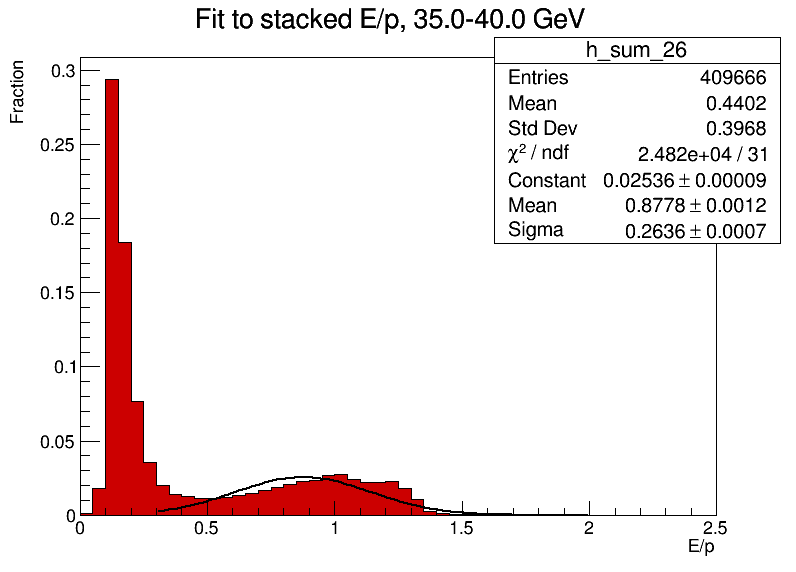 Fit to stacked E/p, 35.0-40.0 GeV
h_sum_26
Entries 409666
Mean 0.4402
Std Dev 0.3968
χ² / ndf 2.482e+04 / 31
Constant 0.02536 ± 0.00009
Mean 0.8778 ± 0.0012
Sigma 0.2636 ± 0.0007
Fraction
0.3
0.25
0.2
0.15
0.1
0.05
0
0 0.5 1 1.5 2 2.5
E/p